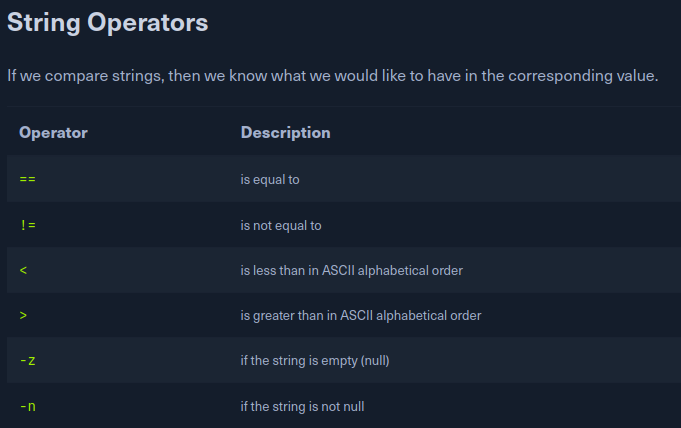 String Operators
If we compare strings, then we know what we would like to have in the corresponding value.
Operator Description
== is equal to
!= is not equal to
< is less than in ASCII alphabetical order
> is greater than in ASCII alphabetical order
-z if the string is empty (null)
-n if the string is not null